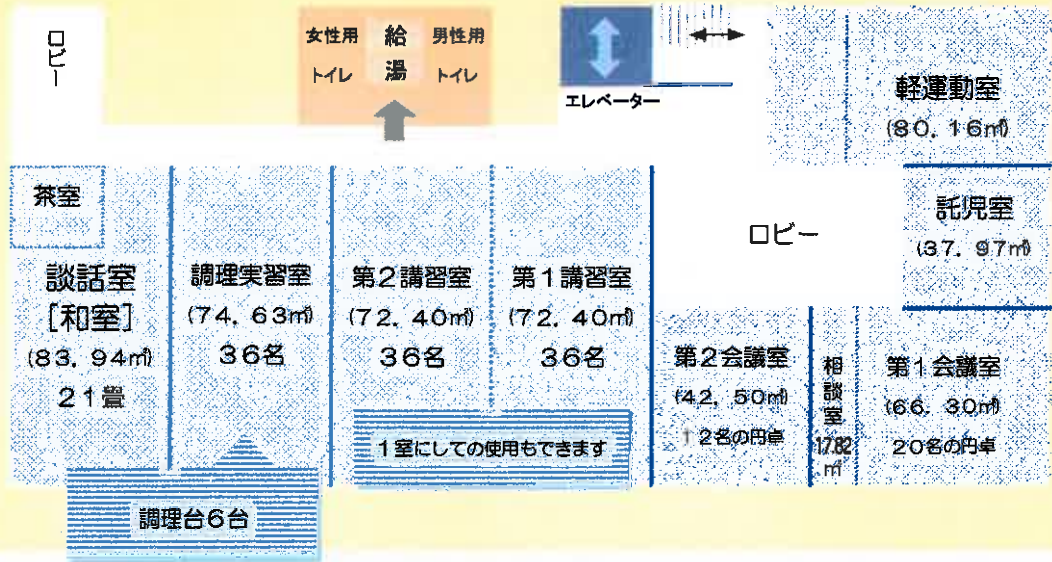 ロビー
女性用
トイレ
給湯
男性用
トイレ
エレベーター
軽運動室
(80.16㎡)
茶室
談話室
[和室]
(83.94㎡)
21畳
調理実習室
(74.63㎡)
36名
調理台6台
第2講習室
(72.40㎡)
36名
第1講習室
(72.40㎡)
36名
1室にしての使用もできます
ロビー
託児室
(37.97㎡)
第2会議室
(42.50㎡)
12名の円卓
相談室
17.82
㎡
第1会議室
(66.30㎡)
20名の円卓